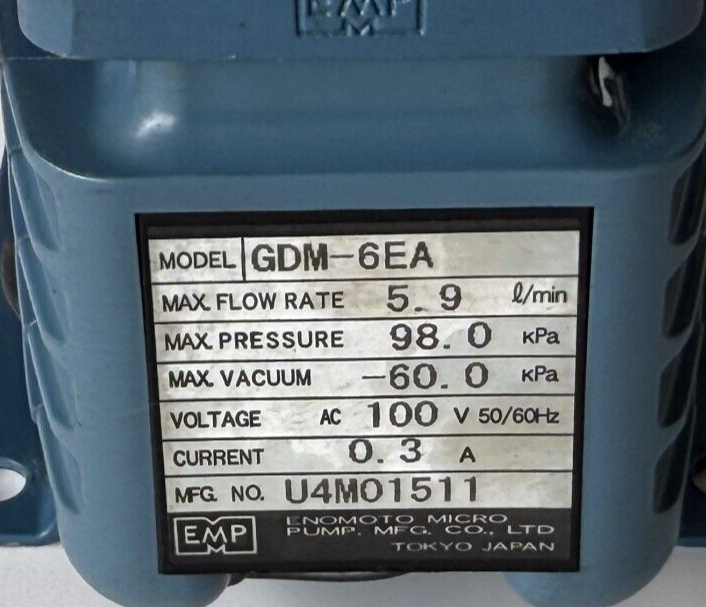 EMP
MODEL GDM-6EA
MAX. FLOW RATE 5.9 ℓ/min
MAX. PRESSURE 98.0 kPa
MAX. VACUUM -60.0 kPa
VOLTAGE AC 100 V 50/60Hz
CURRENT 0.3 A
MFG. NO. U4M01511
EMP ENOMOTO MICRO
PUMP. MFG. CO., LTD
TOKYO JAPAN